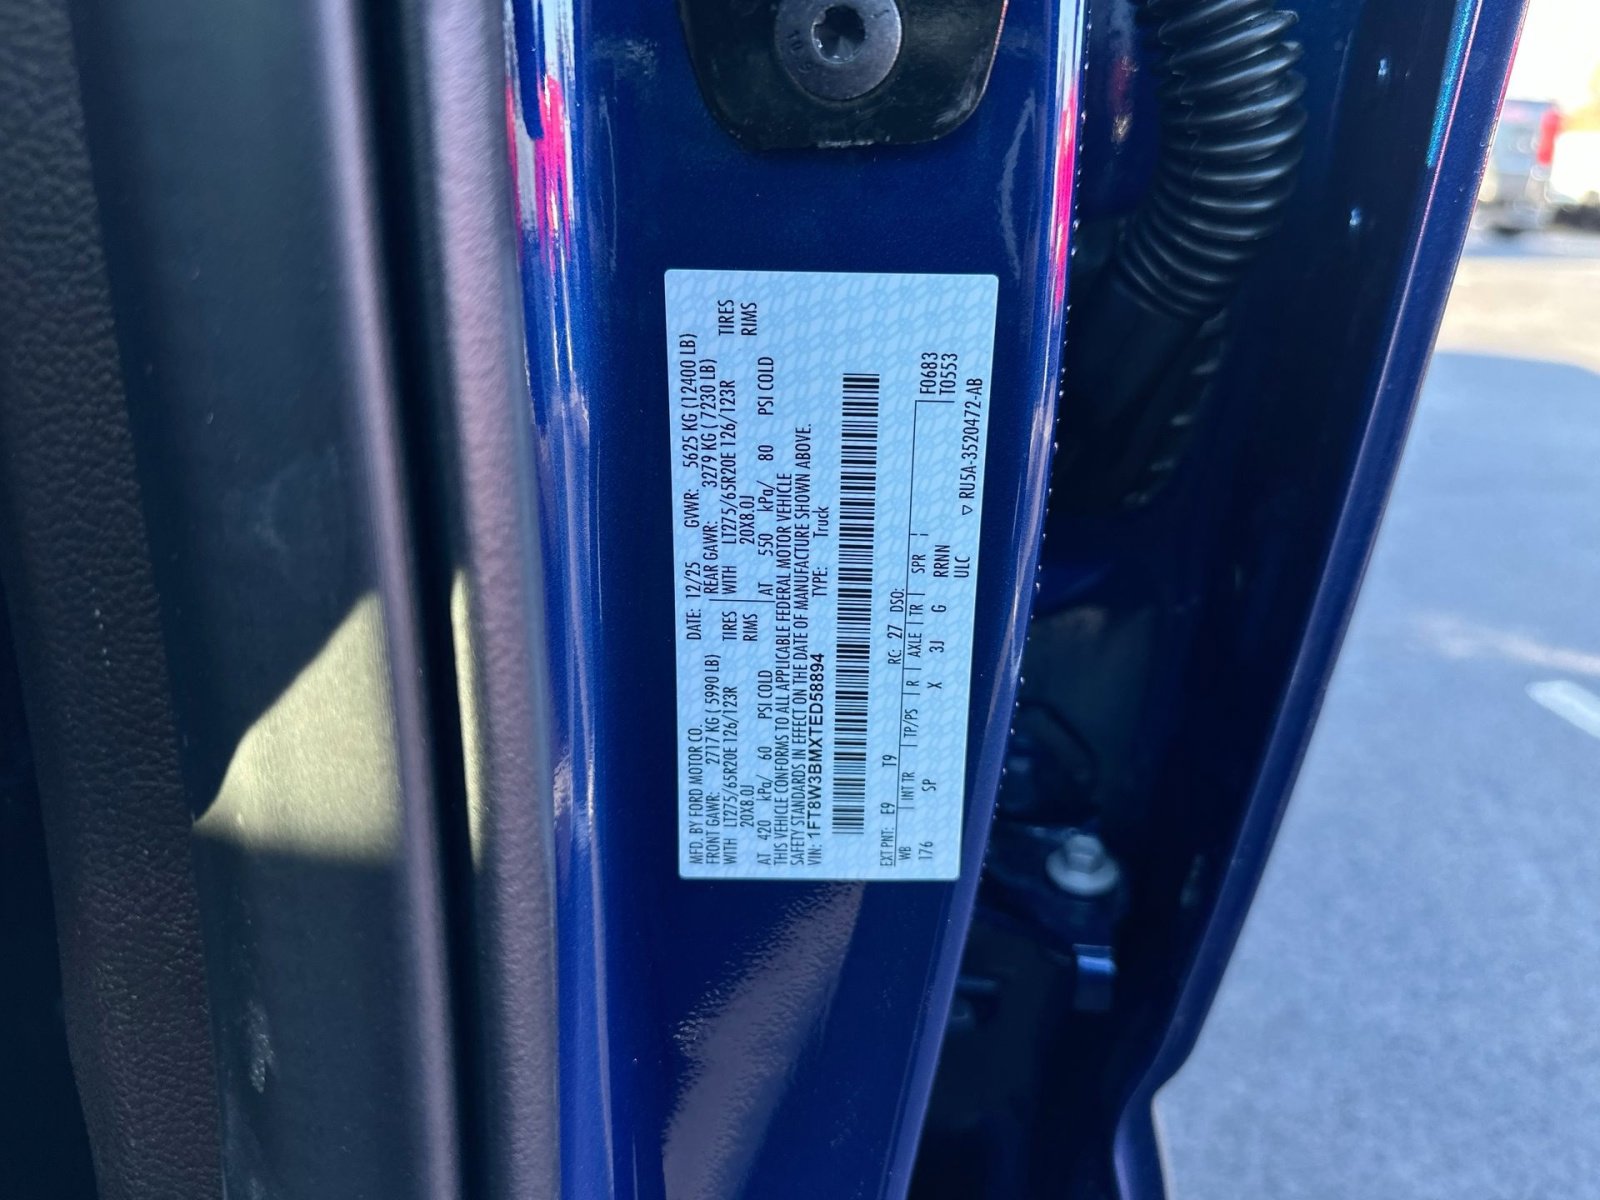 MFD. BY FORD MOTOR CO.
DATE: 12/25 GVWR: 5625 KG (12400 LB)
FRONT GAWR: 2717 KG ( 5990 LB)
REAR GAWR: 3279 KG ( 7230 LB)
WITH LT275/65R20E 126/123R TIRES
WITH LT275/65R20E 126/123R TIRES
20X8.0J RIMS
20X8.0J RIMS
AT 420 kPa/ 60 PSI COLD
AT 550 kPa/ 80 PSI COLD
THIS VEHICLE CONFORMS TO ALL APPLICABLE FEDERAL MOTOR VEHICLE
SAFETY STANDARDS IN EFFECT ON THE DATE OF MANUFACTURE SHOWN ABOVE.
VIN: 1FT8W3BMXTED58894 TYPE: Truck
F0683
T0553
EXT PNT: E9 T9 RC: 27 DSO:
WB INT TR TP/PS R AXLE TR SPR
176 SP X 3J G RRNN
ULC
▽ RU5A-3520472-AB